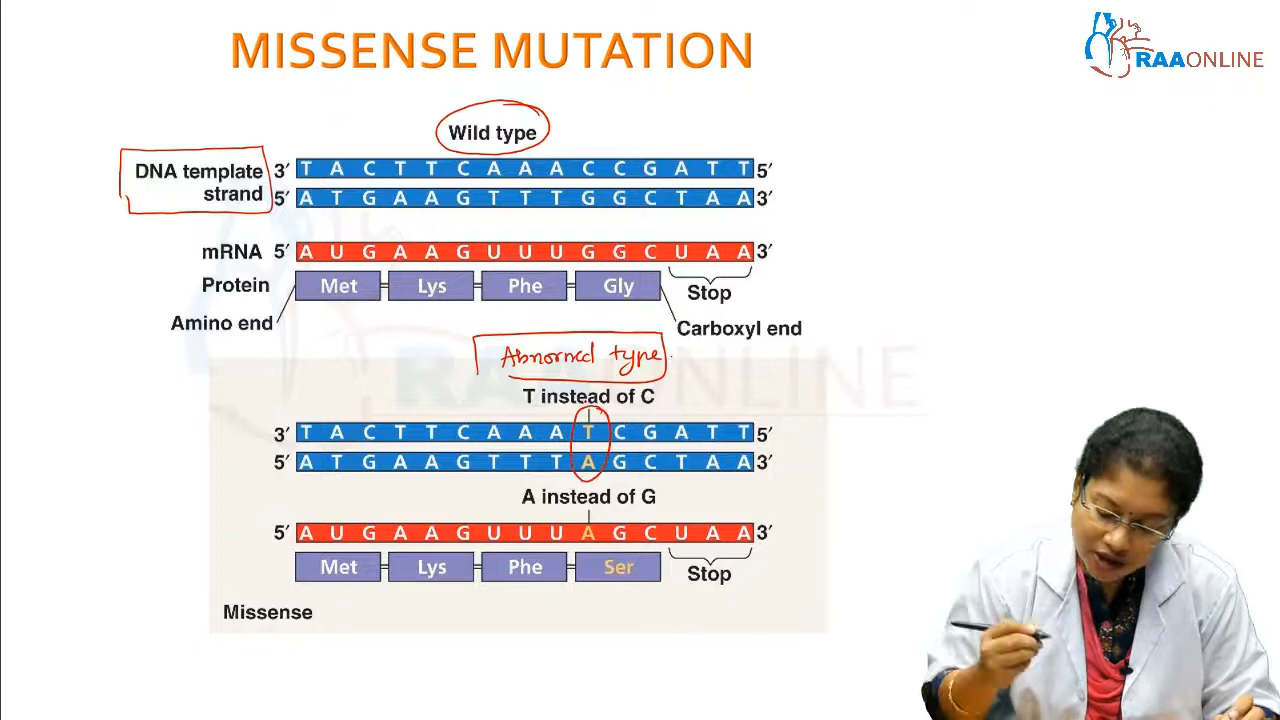 MISSENSE MUTATION
RAAONLINE
Wild type
DNA template strand
3′ T A C T T C A A A C C G A T T 5′
5′ A T G A A G T T T G G C T A A 3′
mRNA 5′ A U G A A G U U U G G C U A A 3′
Protein Met Lys Phe Gly Stop
Amino end
Carboxyl end
Abnormal type
RAAONLINE
T instead of C
3′ T A C T T C A A A T C G A T T 5′
5′ A T G A A G T T T A G C T A A 3′
A instead of G
5′ A U G A A G U U U A G C U A A 3′
Met Lys Phe Ser Stop
Missense